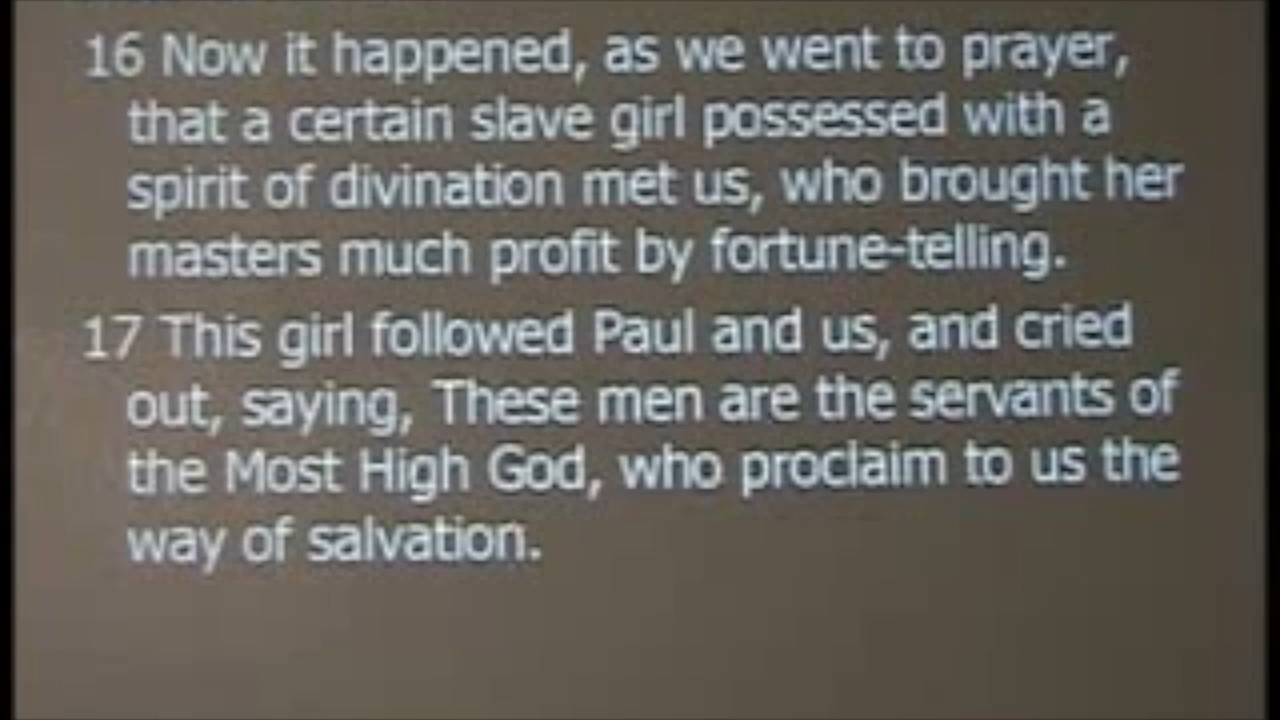 16 Now it happened, as we went to prayer,
that a certain slave girl possessed with a
spirit of divination met us, who brought her
masters much profit by fortune-telling.
17 This girl followed Paul and us, and cried
out, saying, These men are the servants of
the Most High God, who proclaim to us the
way of salvation.